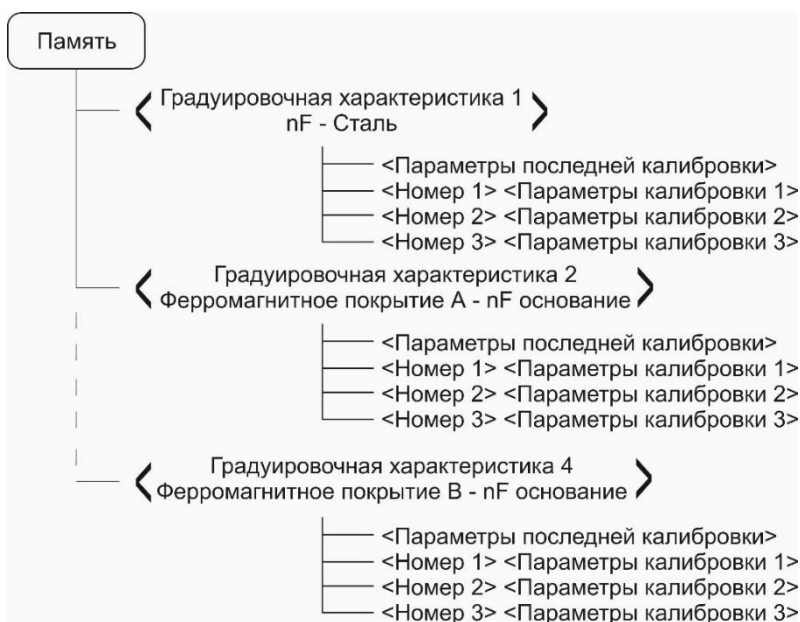 Память
Градуировочная характеристика 1
nF - Сталь
<Параметры последней калибровки>
<Номер 1> <Параметры калибровки 1>
<Номер 2> <Параметры калибровки 2>
<Номер 3> <Параметры калибровки 3>
Градуировочная характеристика 2
Ферромагнитное покрытие А - nF основание
<Параметры последней калибровки>
<Номер 1> <Параметры калибровки 1>
<Номер 2> <Параметры калибровки 2>
<Номер 3> <Параметры калибровки 3>
Градуировочная характеристика 4
Ферромагнитное покрытие В - nF основание
<Параметры последней калибровки>
<Номер 1> <Параметры калибровки 1>
<Номер 2> <Параметры калибровки 2>
<Номер 3> <Параметры калибровки 3>